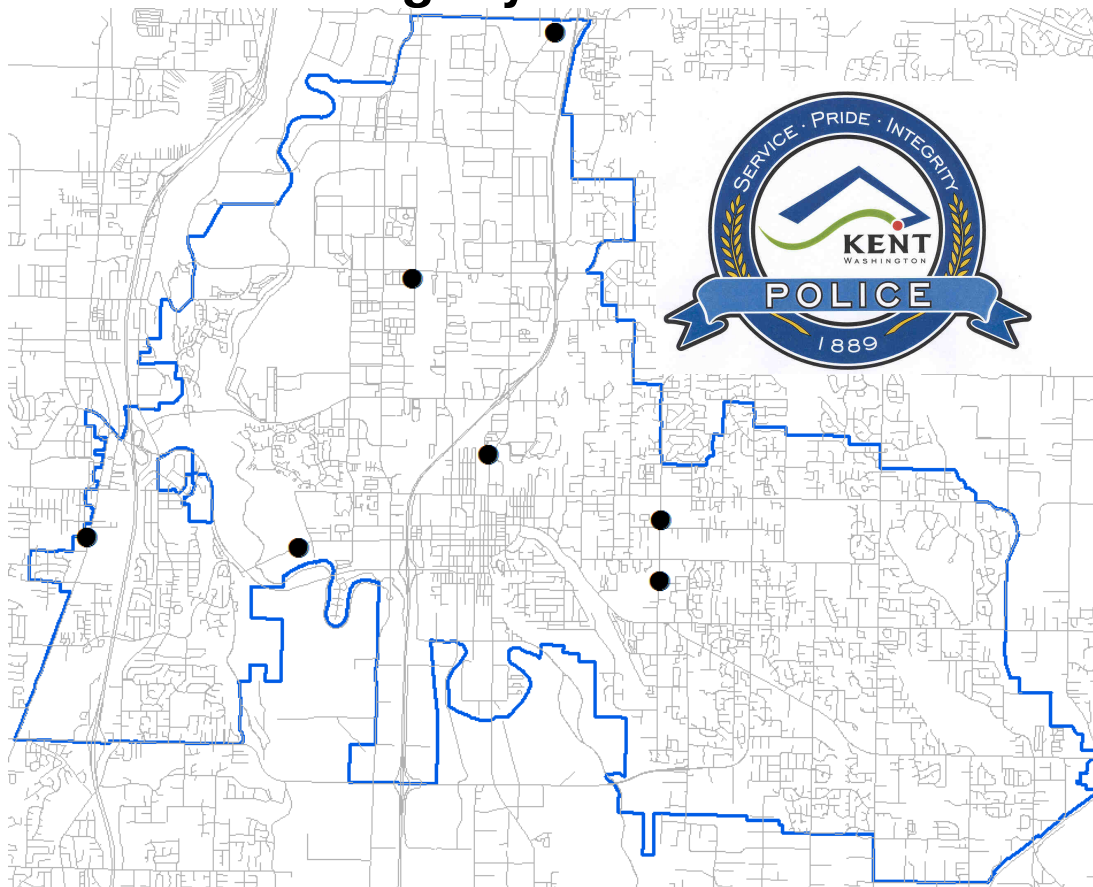 SERVICE · PRIDE · INTEGRITY
KENT
WASHINGTON
POLICE
1889